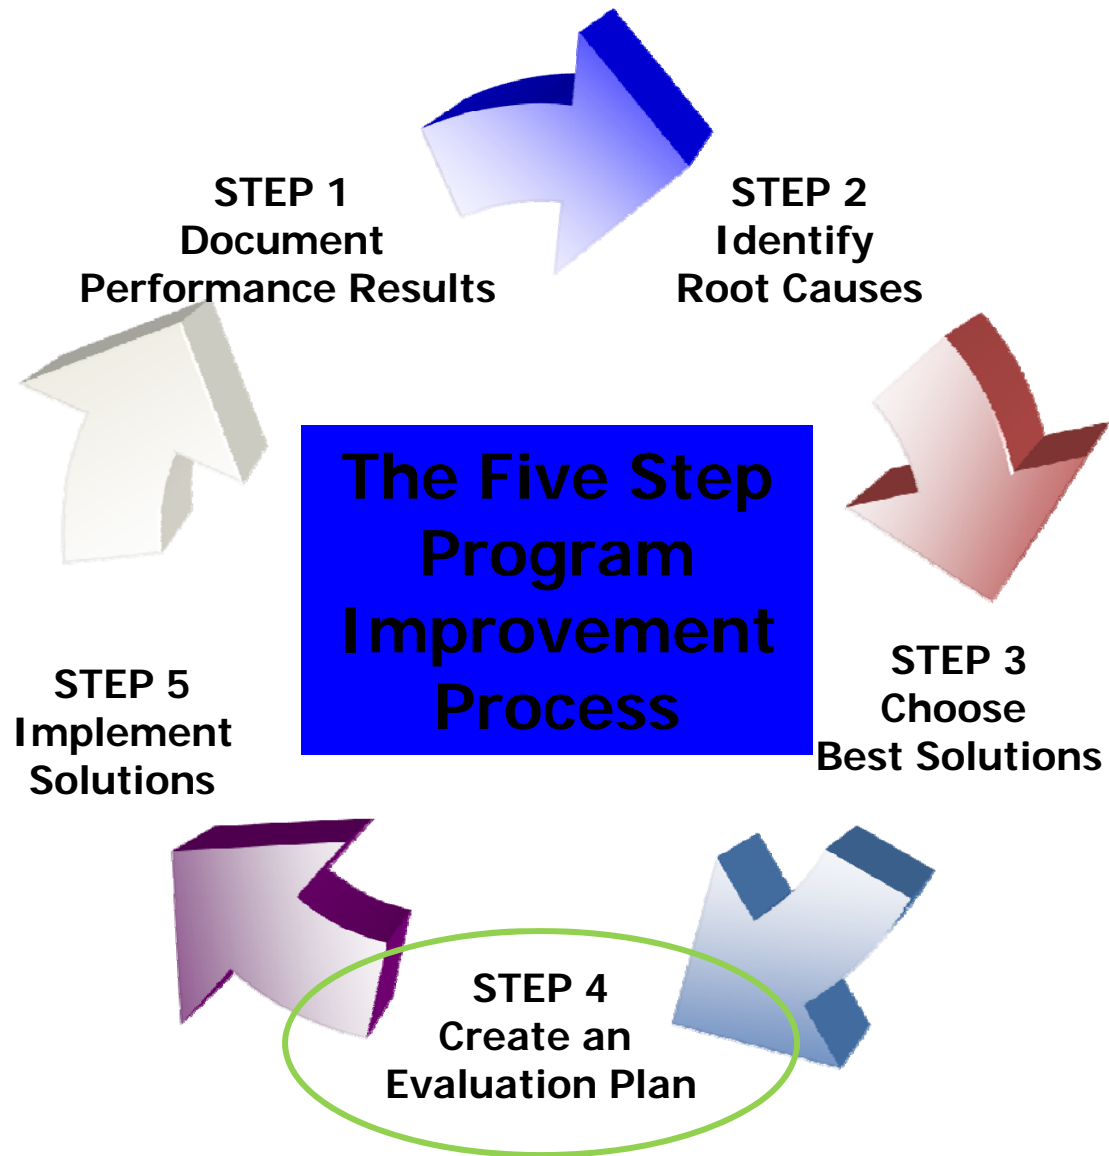 STEP 1
Document
Performance Results
STEP 2
Identify
Root Causes
The Five Step
Program
Improvement
Process
STEP 3
Choose
Best Solutions
STEP 4
Create an
Evaluation Plan
STEP 5
Implement
Solutions